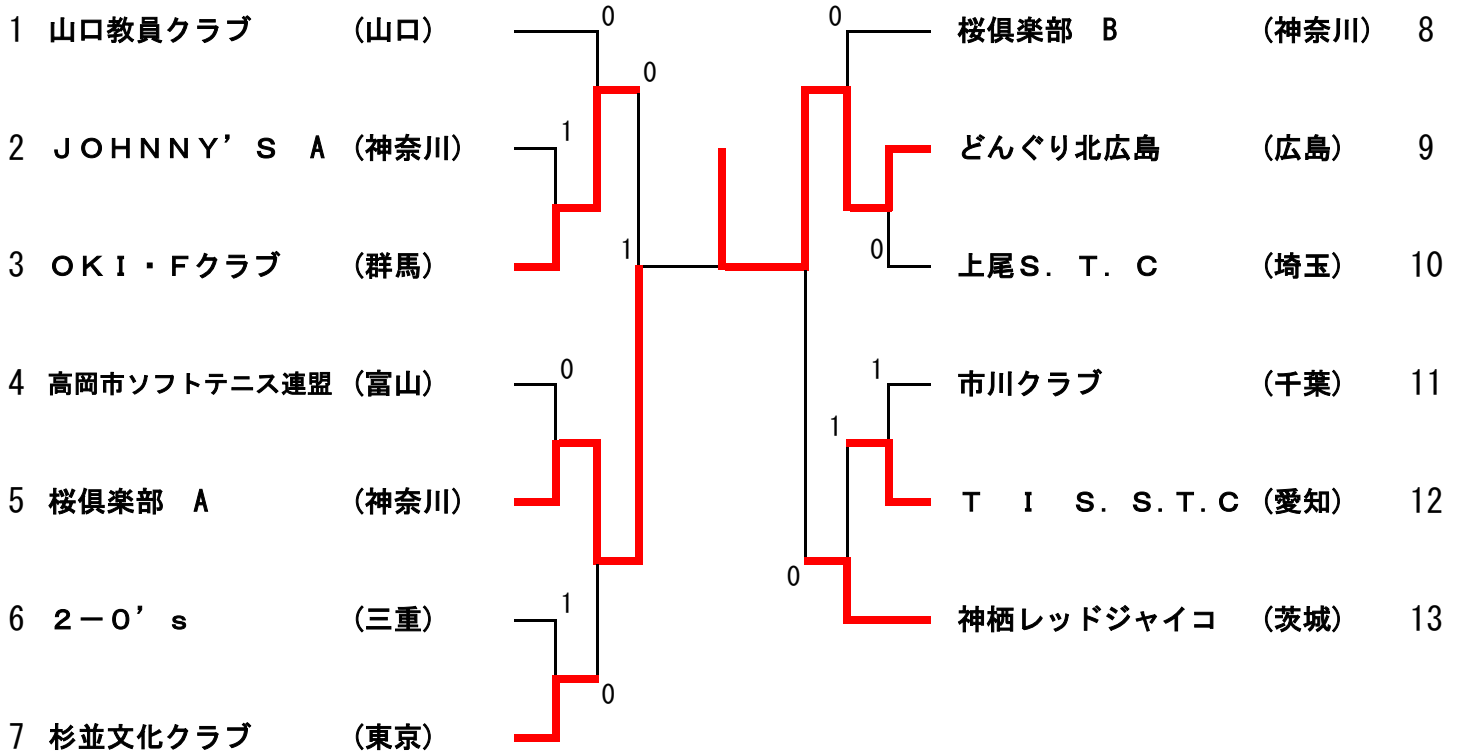 0 0
1 山口教員クラブ (山口) 桜倶楽部 B (神奈川) 8
0
1
2 ＪＯＨＮＮＹ’Ｓ A (神奈川) どんぐり北広島 (広島) 9
1 0
3 ＯＫＩ・Ｆクラブ (群馬) 上尾Ｓ．Ｔ．Ｃ (埼玉) 10
0 1
4 高岡市ソフトテニス連盟 (富山) 市川クラブ (千葉) 11
1
5 桜倶楽部 A (神奈川) Ｔ Ｉ Ｓ．Ｓ.Ｔ.Ｃ (愛知) 12
0
1
6 ２－０’ｓ (三重) 神栖レッドジャイコ (茨城) 13
0
7 杉並文化クラブ (東京)